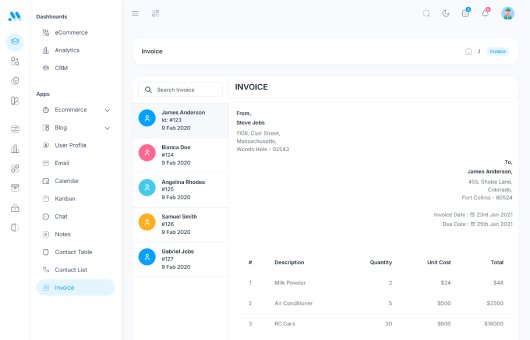 Dashboards
eCommerce
Analytics
CRM
Apps
Ecommerce
Blog
User Profile
Email
Calendar
Kanban
Chat
Notes
Contact Table
Contact List
Invoice
Invoice
/ Invoice
Search Invoice
James Anderson
Id: #123
9 Fab 2020
Bianca Doe
#124
9 Fab 2020
Angelina Rhodes
#125
9 Fab 2020
Samuel Smith
#126
9 Fab 2020
Gabriel Jobs
#127
9 Fab 2020
INVOICE
From,
Steve Jobs
1108, Clair Street,
Massachusetts,
Woods Hole - 02543
To,
James Anderson,
455, Shobe Lane,
Colorado,
Fort Collins - 80524
Invoice Date : 23rd Jan 2021
Due Date : 25th Jan 2021
# Description Quantity Unit Cost Total
1 Milk Powder 2 $24 $48
2 Air Conditioner 5 $500 $2500
3 RC Cars 30 $600 $18000